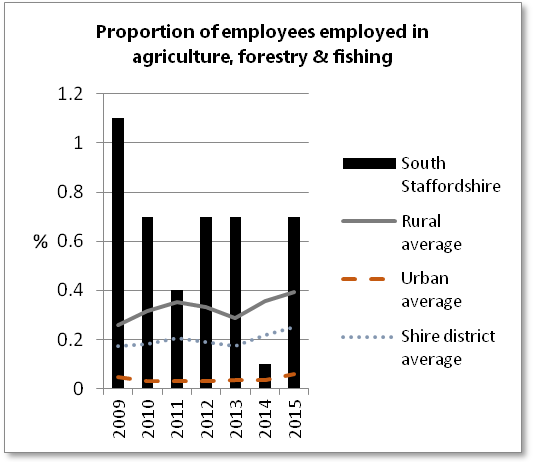 Proportion of employees employed in
agriculture, forestry & fishing
%
1.2
1
0.8
0.6
0.4
0.2
0
2009
2010
2011
2012
2013
2014
2015
South
Staffordshire
Rural
average
Urban
average
Shire district
average